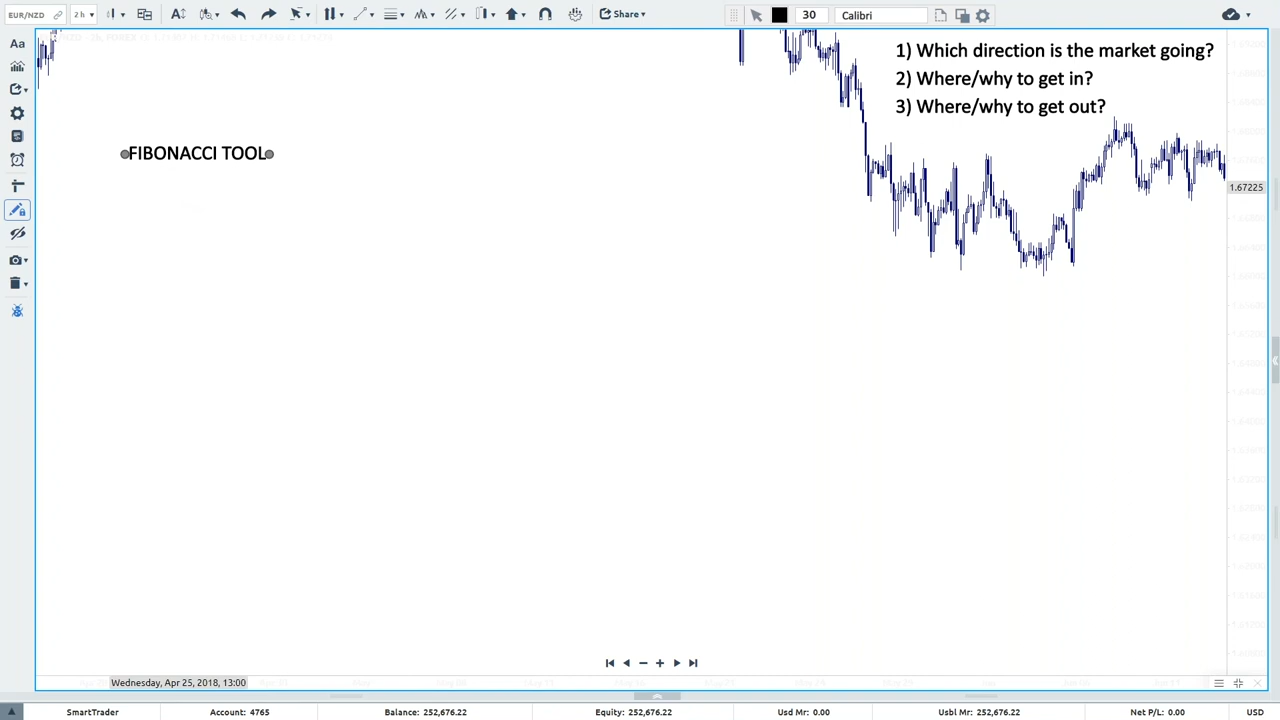 EUR/NZD
2 h
Share
30
Calibri
Aa
1) Which direction is the market going?
2) Where/why to get in?
3) Where/why to get out?
FIBONACCI TOOL
1.67225
Wednesday, Apr 25, 2018, 13:00
SmartTrader
Account: 4765
Balance: 252,676.22
Equity: 252,676.22
Usd Mr: 0.00
Usbl Mr: 252,676.22
Net P/L: 0.00
USD